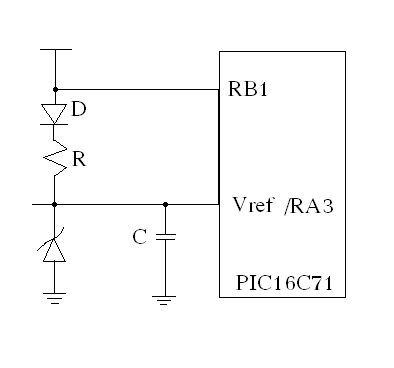 RB1
D
R
Vref /RA3
C
PIC16C71